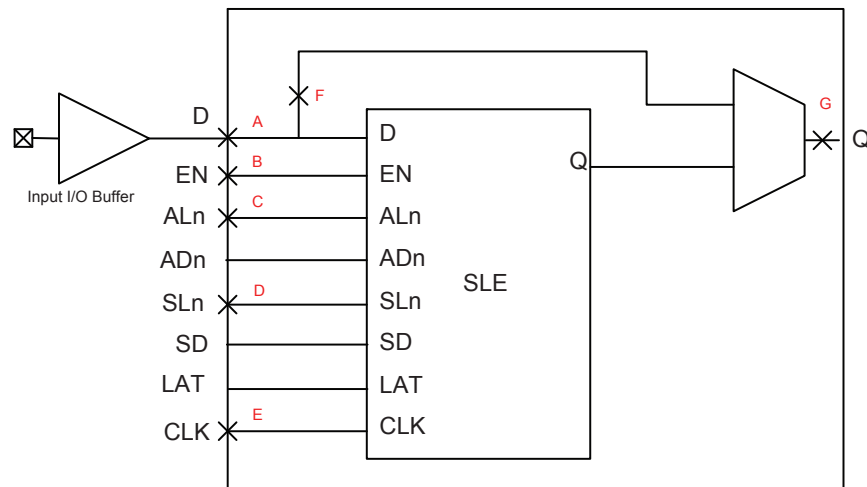 F
G
D
A
D
Q
Q
Input I/O Buffer
EN
B
EN
ALn
C
ALn
ADn
ADn
SLE
SLn
D
SLn
SD
SD
LAT
LAT
CLK
E
CLK